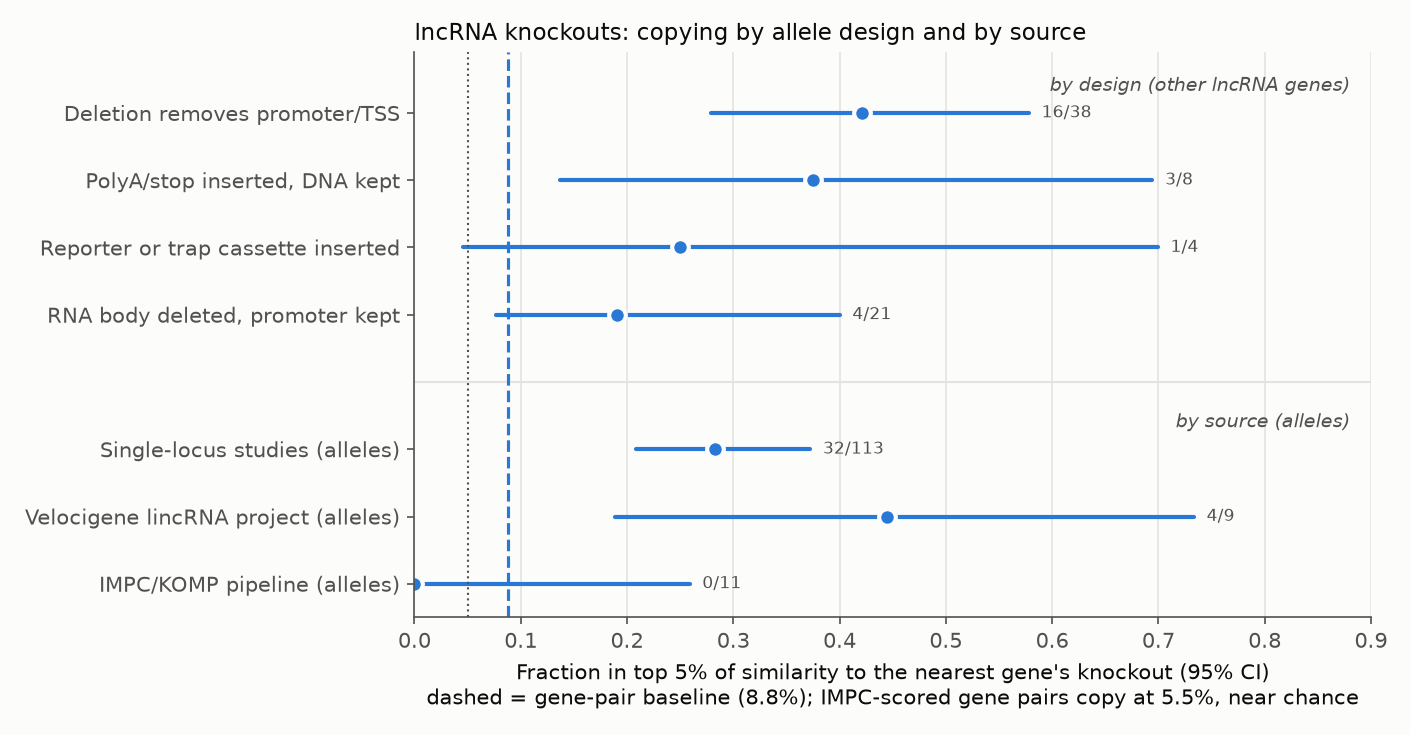 lncRNA knockouts: copying by allele design and by source
by design (other lncRNA genes)
Deletion removes promoter/TSS
16/38
PolyA/stop inserted, DNA kept
3/8
Reporter or trap cassette inserted
1/4
RNA body deleted, promoter kept
4/21
by source (alleles)
Single-locus studies (alleles)
32/113
Velocigene lincRNA project (alleles)
4/9
IMPC/KOMP pipeline (alleles)
0/11
0.0 0.1 0.2 0.3 0.4 0.5 0.6 0.7 0.8 0.9
Fraction in top 5% of similarity to the nearest gene's knockout (95% CI)
dashed = gene-pair baseline (8.8%); IMPC-scored gene pairs copy at 5.5%, near chance